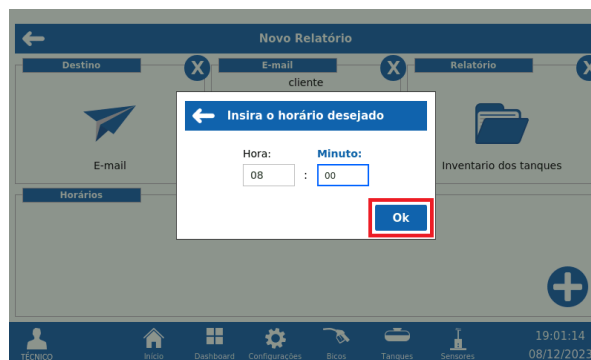 Novo Relatório
Destino
X
E-mail
X
Relatório
X
cliente
Insira o horário desejado
Hora:
Minuto:
08
:
00
E-mail
Inventario dos tanques
Horários
Ok
TÉCNICO
Início
Dashboard
Configurações
Bicos
Tanques
Sensores
19:01:14
08/12/2023